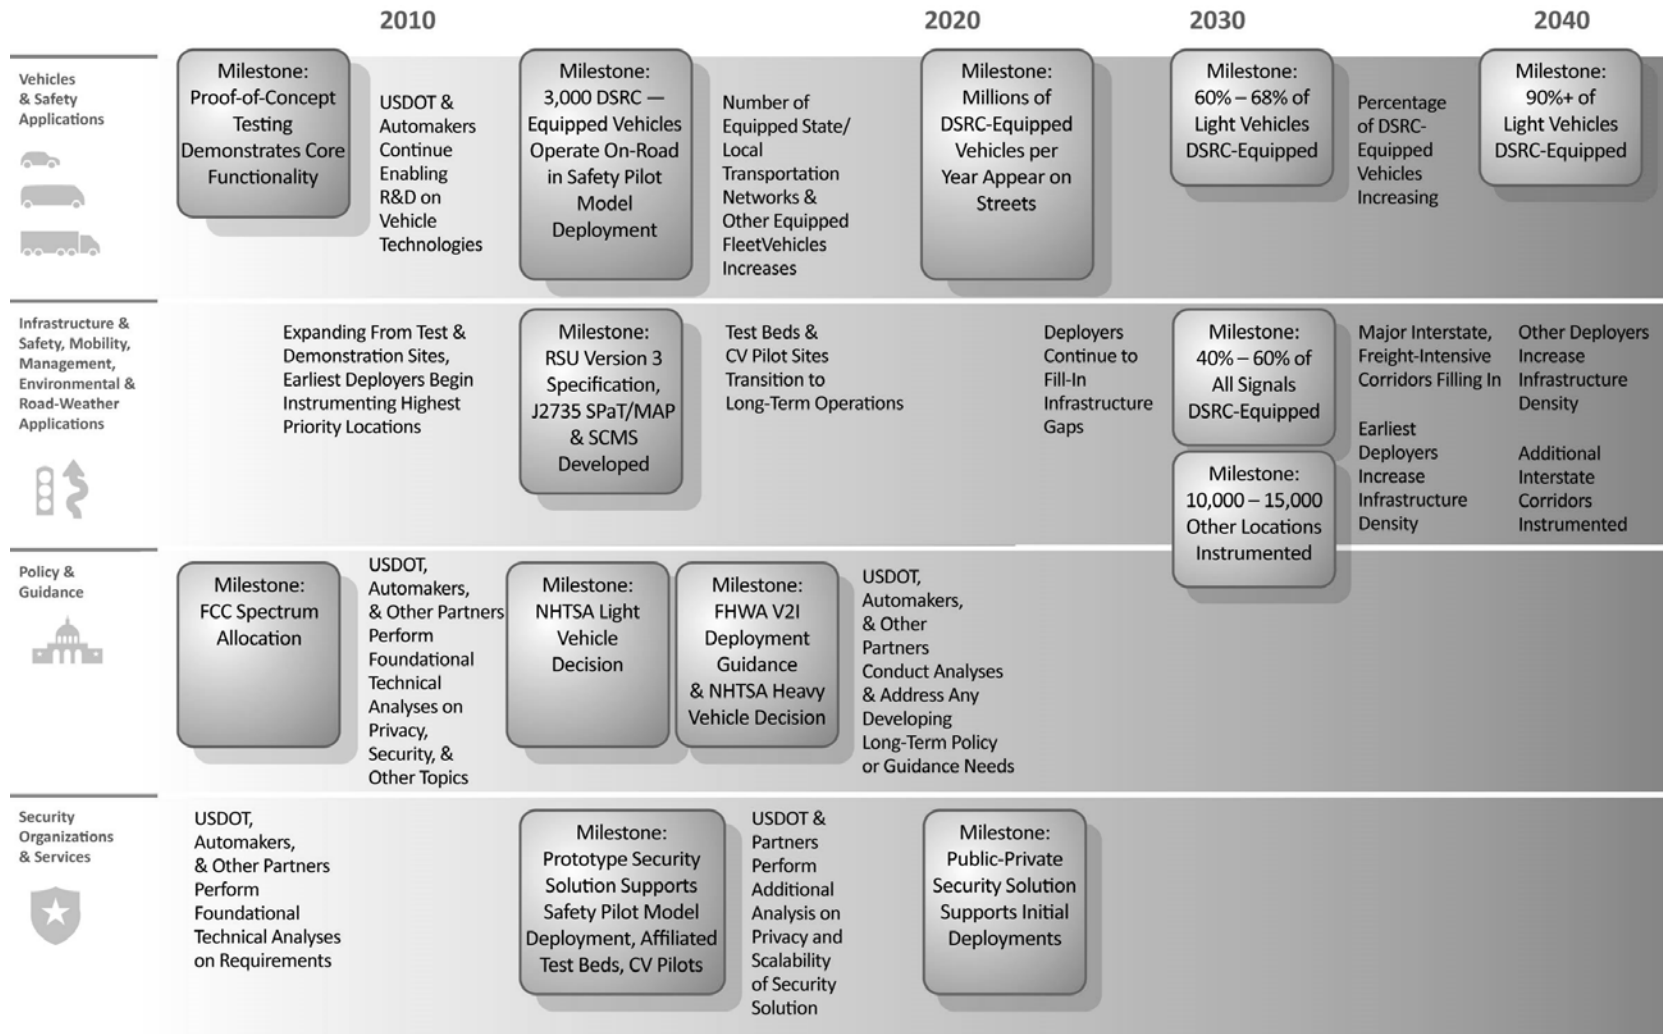 2010
2020
2030
2040
Vehicles
& Safety
Applications
Milestone:
Proof-of-Concept
Testing
Demonstrates Core
Functionality
USDOT &
Automakers
Continue
Enabling
R&D on
Vehicle
Technologies
Milestone:
3,000 DSRC —
Equipped Vehicles
Operate On-Road
in Safety Pilot
Model
Deployment
Number of
Equipped State/
Local
Transportation
Networks &
Other Equipped
FleetVehicles
Increases
Milestone:
Millions of
DSRC-Equipped
Vehicles per
Year Appear on
Streets
Milestone:
60% – 68% of
Light Vehicles
DSRC-Equipped
Percentage
of DSRC-
Equipped
Vehicles
Increasing
Milestone:
90%+ of
Light Vehicles
DSRC-Equipped
Infrastructure &
Safety, Mobility,
Management,
Environmental &
Road-Weather
Applications
Expanding From Test &
Demonstration Sites,
Earliest Deployers Begin
Instrumenting Highest
Priority Locations
Milestone:
RSU Version 3
Specification,
J2735 SPaT/MAP
& SCMS
Developed
Test Beds &
CV Pilot Sites
Transition to
Long-Term Operations
Deployers
Continue to
Fill-In
Infrastructure
Gaps
Milestone:
40% – 60% of
All Signals
DSRC-Equipped
Milestone:
10,000 – 15,000
Other Locations
Instrumented
Major Interstate,
Freight-Intensive
Corridors Filling In
Earliest
Deployers
Increase
Infrastructure
Density
Other Deployers
Increase
Infrastructure
Density
Additional
Interstate
Corridors
Instrumented
Policy &
Guidance
Milestone:
FCC Spectrum
Allocation
USDOT,
Automakers,
& Other Partners
Perform
Foundational
Technical
Analyses on
Privacy,
Security, &
Other Topics
Milestone:
NHTSA Light
Vehicle
Decision
Milestone:
FHWA V2I
Deployment
Guidance
& NHTSA Heavy
Vehicle Decision
USDOT,
Automakers,
& Other
Partners
Conduct Analyses
& Address Any
Developing
Long-Term Policy
or Guidance Needs
Security
Organizations
& Services
USDOT,
Automakers,
& Other Partners
Perform
Foundational
Technical Analyses
on Requirements
Milestone:
Prototype Security
Solution Supports
Safety Pilot Model
Deployment, Affiliated
Test Beds, CV Pilots
USDOT &
Partners
Perform
Additional
Analysis on
Privacy and
Scalability
of Security
Solution
Milestone:
Public-Private
Security Solution
Supports Initial
Deployments